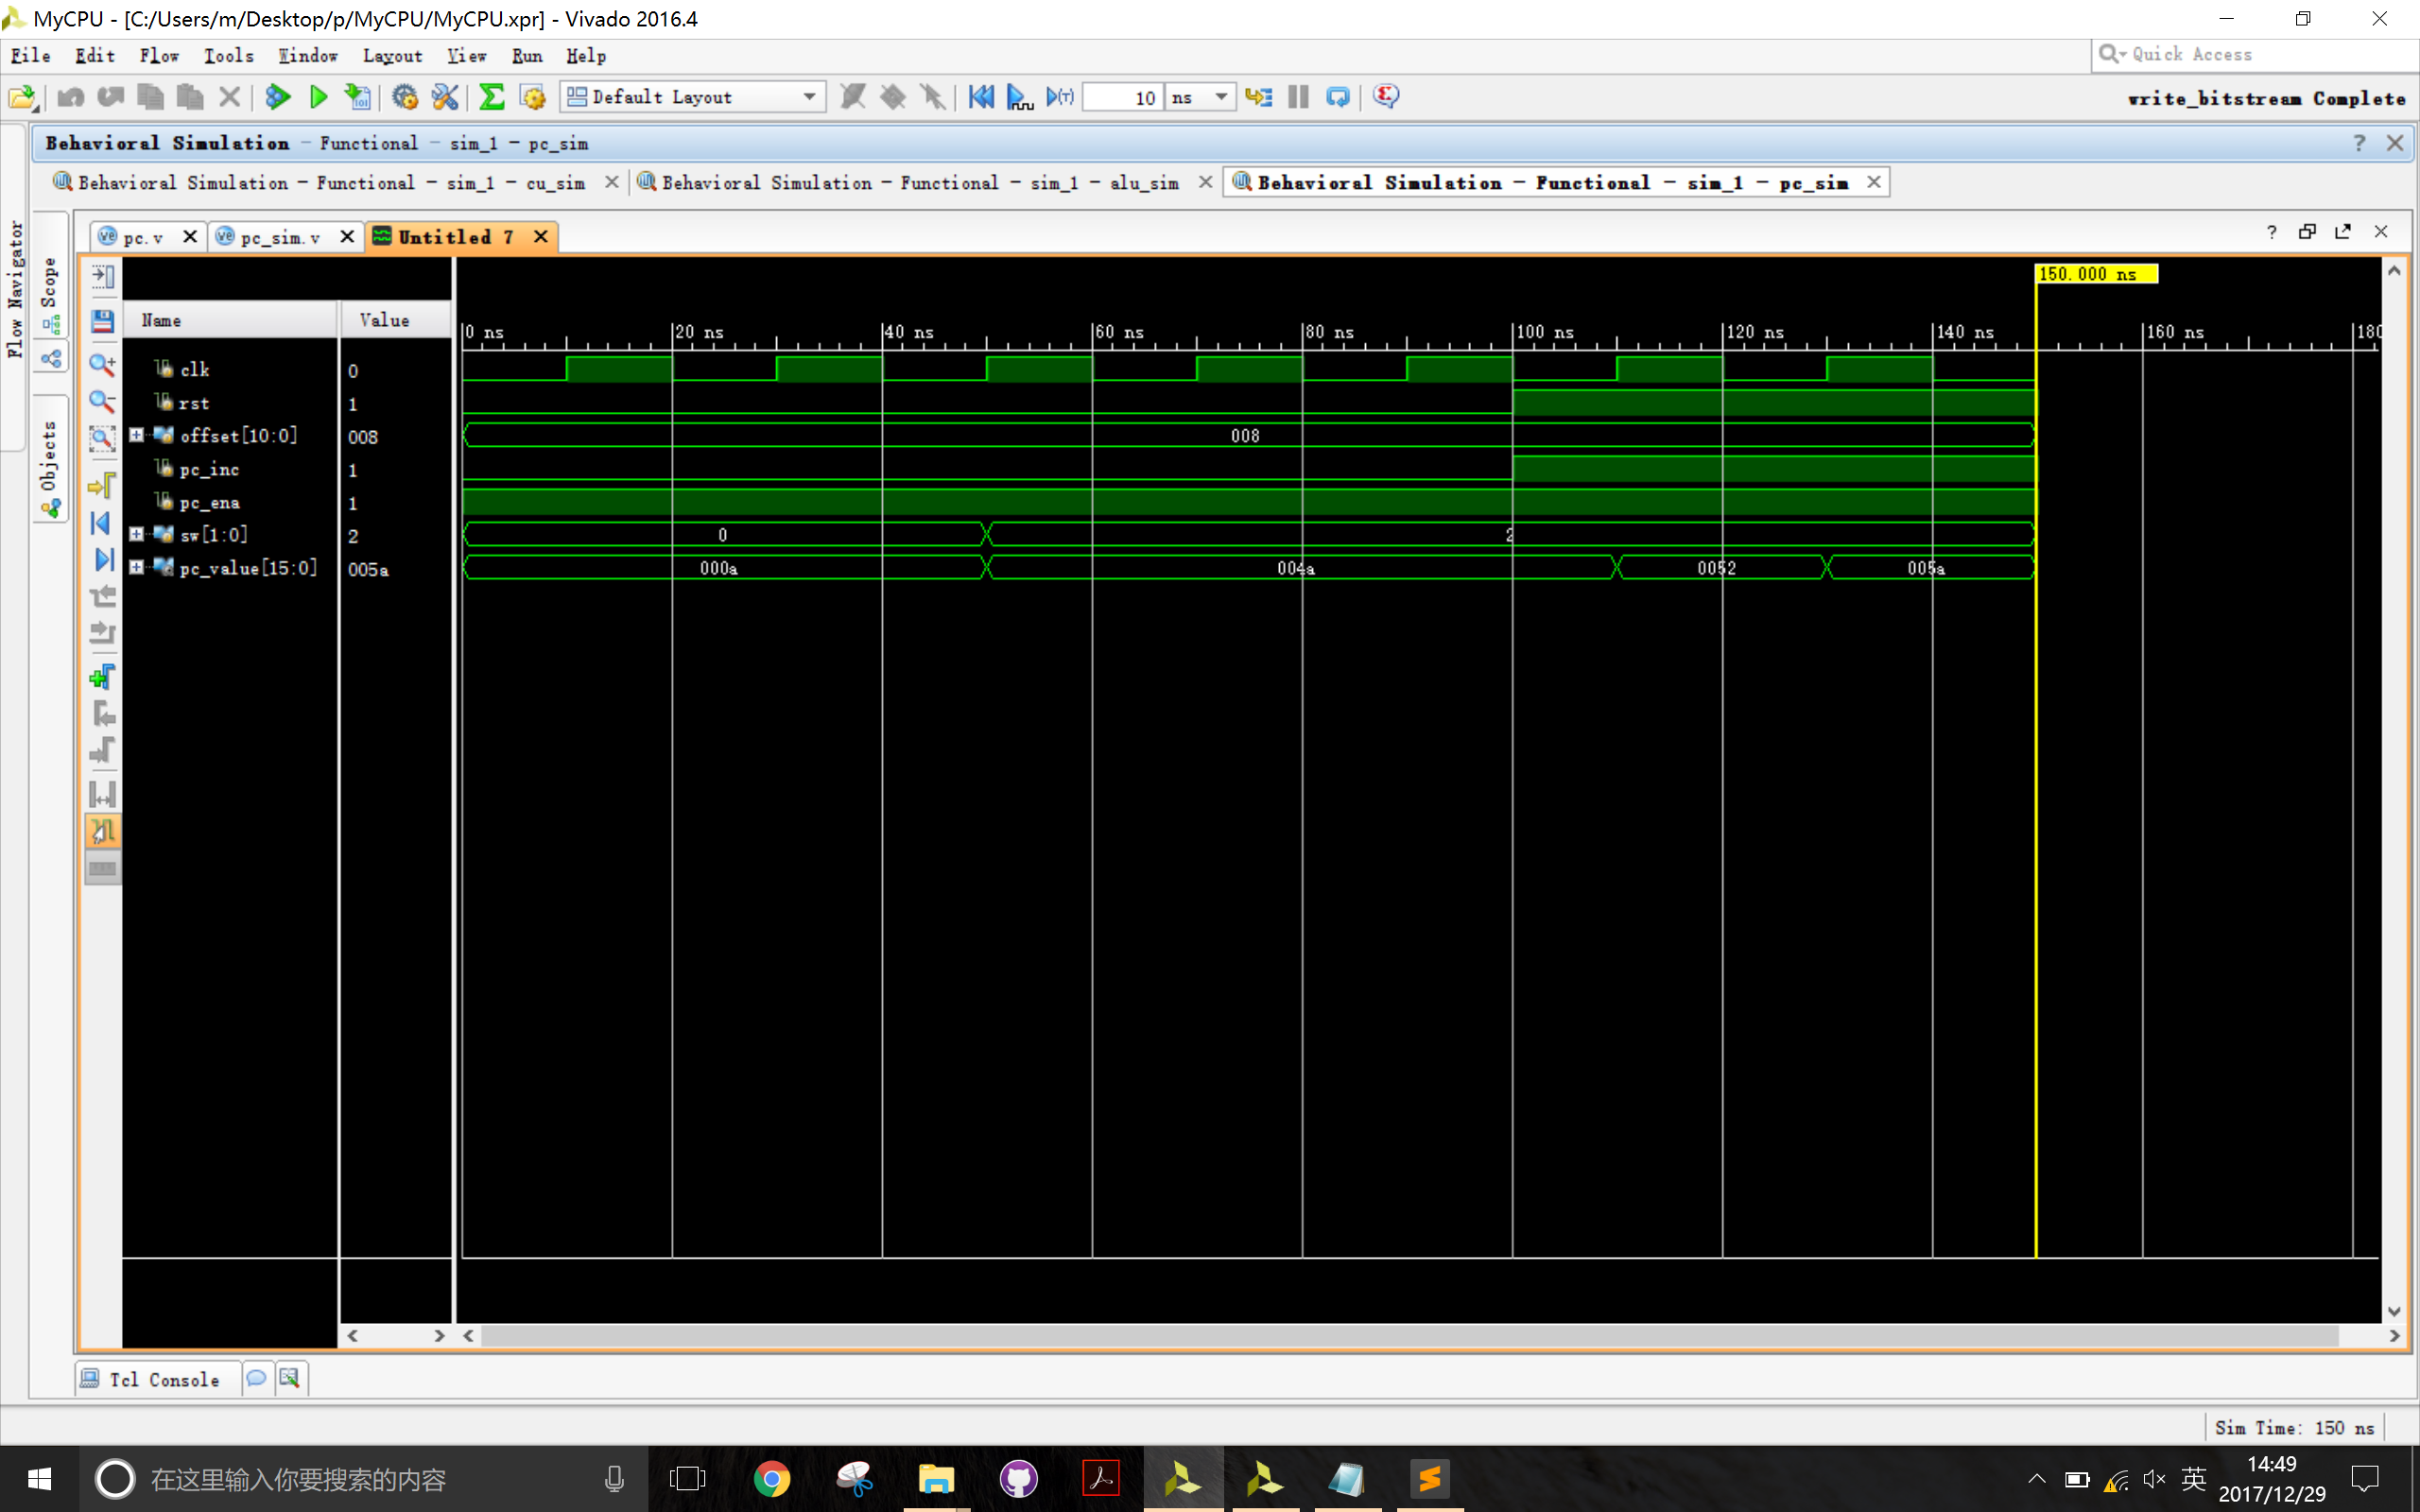 MyCPU - [C:/Users/m/Desktop/p/MyCPU/MyCPU.xpr] - Vivado 2016.4
File Edit Flow Tools Window Layout View Run Help
Quick Access
Default Layout
10 ns
write_bitstream Complete
Behavioral Simulation - Functional - sim_1 - pc_sim
Behavioral Simulation - Functional - sim_1 - cu_sim
Behavioral Simulation - Functional - sim_1 - alu_sim
Behavioral Simulation - Functional - sim_1 - pc_sim
Flow Navigator
Scope
Objects
pc.v
pc_sim.v
Untitled 7
150.000 ns
Name Value
0 ns 20 ns 40 ns 60 ns 80 ns 100 ns 120 ns 140 ns 160 ns 180
clk 0
rst 1
offset[10:0] 008 008
pc_inc 1
pc_ena 1
sw[1:0] 2 0 2
pc_value[15:0] 005a 000a 004a 0052 005a
Tcl Console
Sim Time: 150 ns
在这里输入你要搜索的内容
英
14:49
2017/12/29